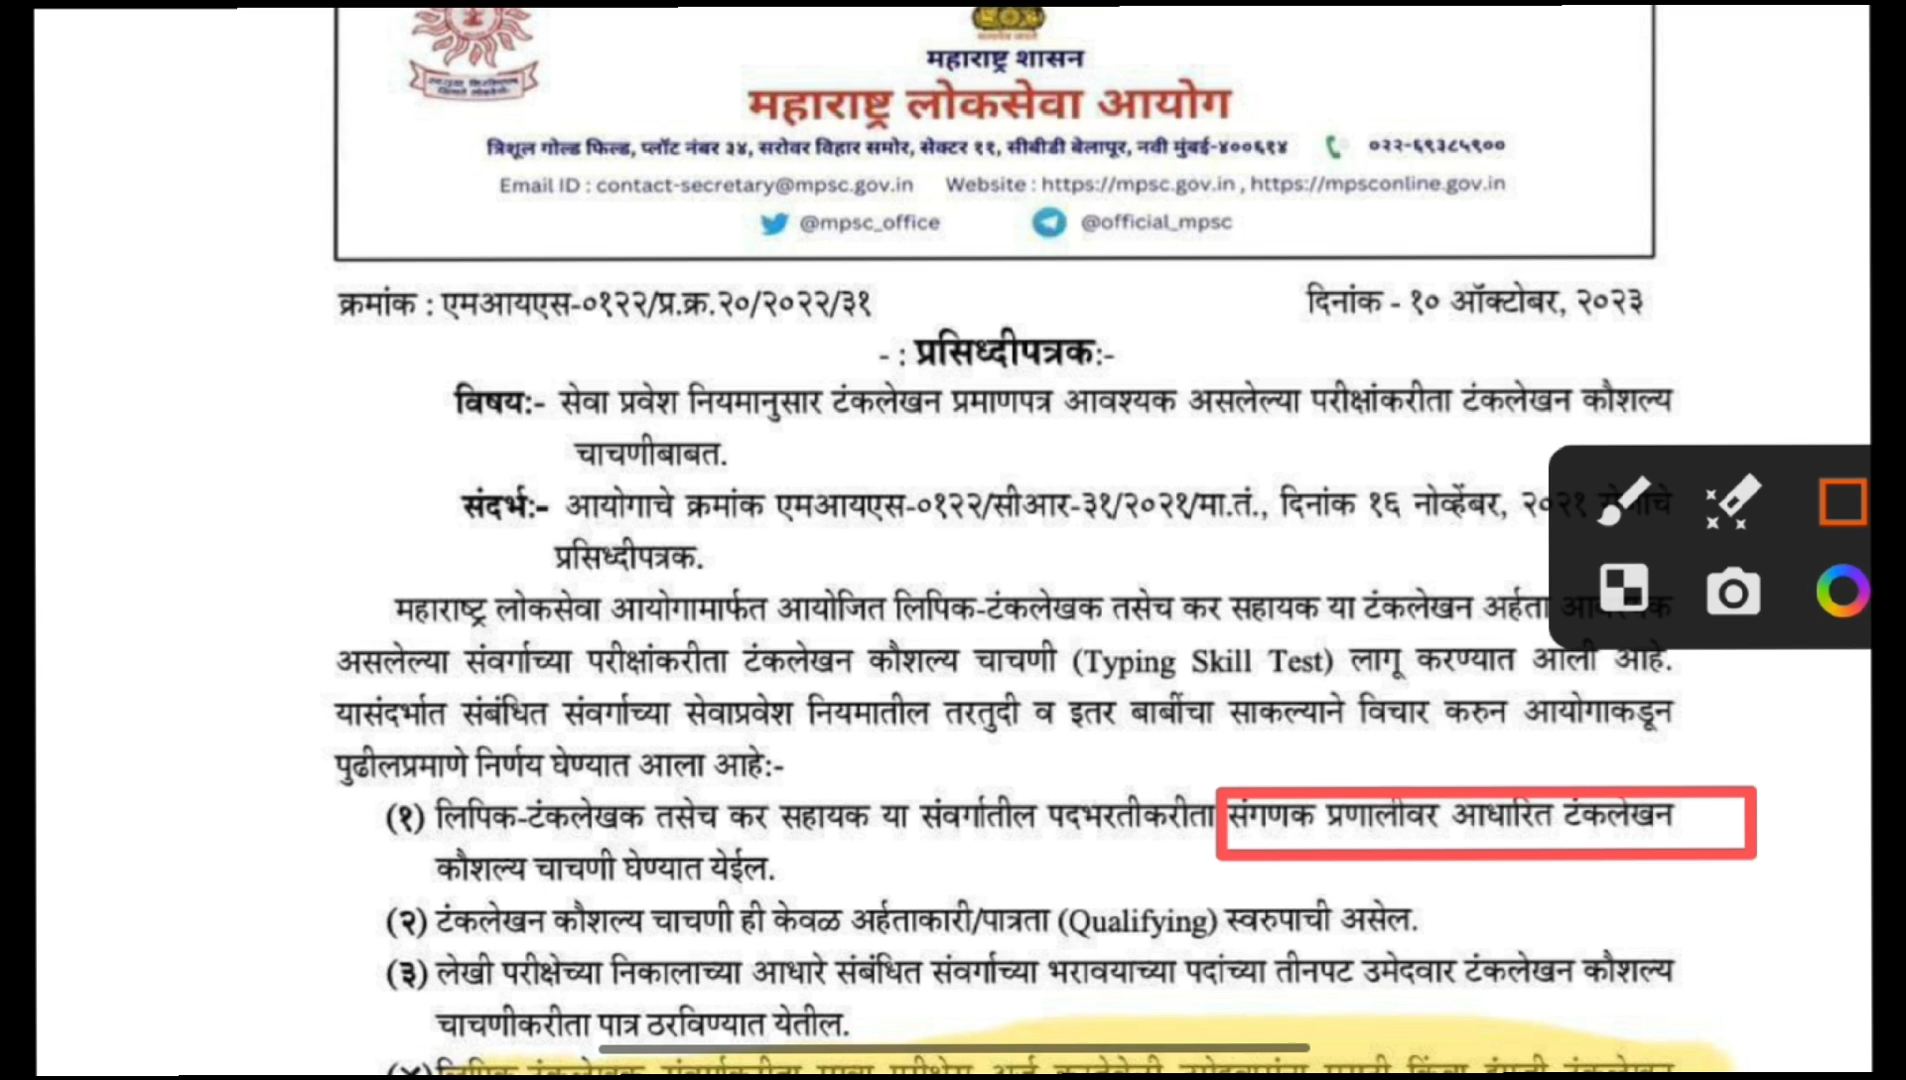 महाराष्ट्र शासन
महाराष्ट्र लोकसेवा आयोग
त्रिशूल गोल्ड फिल्ड, प्लॉट नंबर ३४, सरोवर विहार समोर, सेक्टर ११, सीबीडी बेलापूर, नवी मुंबई-४००६१४ ०२२-६९३८५९००
Email ID : contact-secretary@mpsc.gov.in Website : https://mpsc.gov.in , https://mpsconline.gov.in
@mpsc_office @official_mpsc
क्रमांक : एमआयएस-०१२२/प्र.क्र.२०/२०२२/३१ दिनांक - १० ऑक्टोबर, २०२३
- : प्रसिध्दीपत्रक:-
विषय:- सेवा प्रवेश नियमानुसार टंकलेखन प्रमाणपत्र आवश्यक असलेल्या परीक्षांकरीता टंकलेखन कौशल्य
चाचणीबाबत.
संदर्भ:- आयोगाचे क्रमांक एमआयएस-०१२२/सीआर-३१/२०२१/मा.तं., दिनांक १६ नोव्हेंबर, २०२१
प्रसिध्दीपत्रक.
महाराष्ट्र लोकसेवा आयोगामार्फत आयोजित लिपिक-टंकलेखक तसेच कर सहायक या टंकलेखन अर्हता
असलेल्या संवर्गाच्या परीक्षांकरीता टंकलेखन कौशल्य चाचणी (Typing Skill Test) लागू करण्यात आली आहे.
यासंदर्भात संबंधित संवर्गाच्या सेवाप्रवेश नियमातील तरतुदी व इतर बाबींचा साकल्याने विचार करुन आयोगाकडून
पुढीलप्रमाणे निर्णय घेण्यात आला आहे:-
(१) लिपिक-टंकलेखक तसेच कर सहायक या संवर्गातील पदभरतीकरीता संगणक प्रणालीवर आधारित टंकलेखन
कौशल्य चाचणी घेण्यात येईल.
(२) टंकलेखन कौशल्य चाचणी ही केवळ अर्हताकारी/पात्रता (Qualifying) स्वरुपाची असेल.
(३) लेखी परीक्षेच्या निकालाच्या आधारे संबंधित संवर्गाच्या भरावयाच्या पदांच्या तीनपट उमेदवार टंकलेखन कौशल्य
चाचणीकरीता पात्र ठरविण्यात येतील.